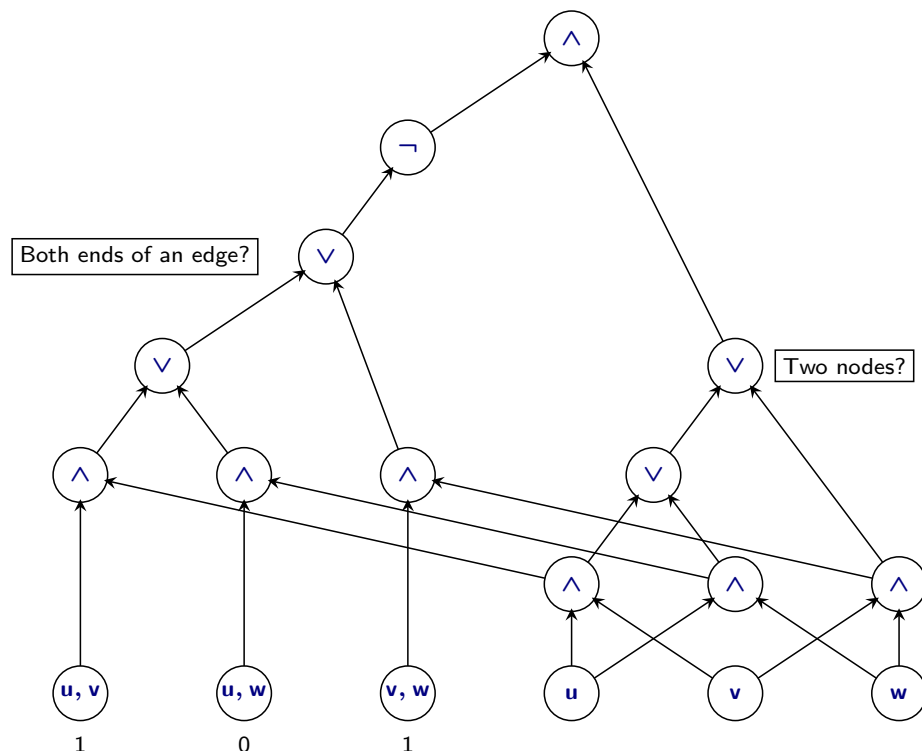 ∧
¬
Both ends of an edge?
∨
∨
∨
Two nodes?
∧
∧
∧
∨
∧
∧
∧
u, v
u, w
v, w
u
v
w
1
0
1